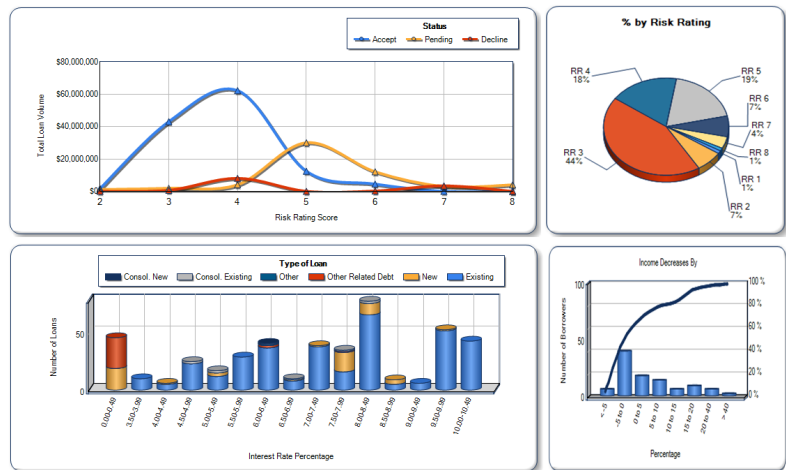 Status
Accept Pending Decline
$80,000,000
$60,000,000
$40,000,000
$20,000,000
$0
Total Loan Volume
2 3 4 5 6 7 8
Risk Rating Score
% by Risk Rating
RR 4
18%
RR 5
19%
RR 6
7%
RR 7
4%
RR 8
1%
RR 1
1%
RR 2
7%
RR 3
44%
Type of Loan
Consol. New Consol. Existing Other Other Related Debt New Existing
50
0
Number of Loans
0.00-0.49 3.50-3.99 4.00-4.49 4.50-4.99 5.00-5.49 5.50-5.99 6.00-6.49 6.50-6.99 7.00-7.49 7.50-7.99 8.00-8.49 8.50-8.99 9.00-9.49 9.50-9.99 10.00-10.49
Interest Rate Percentage
Income Decreases By
100
50
0
Number of Borrowers
100 %
80 %
60 %
40 %
20 %
0 %
<-5 -5 to 0 0 to 5 5 to 10 10 to 15 15 to 20 20 to 40 > 40
Percentage